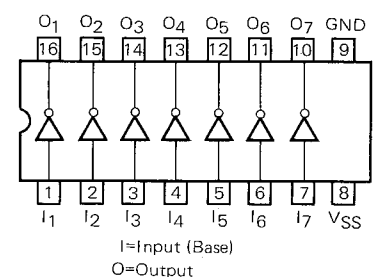 O1 O2 O3 O4 O5 O6 O7 GND
16 15 14 13 12 11 10 9
1 2 3 4 5 6 7 8
I1 I2 I3 I4 I5 I6 I7 VSS
I=Input (Base)
O=Output